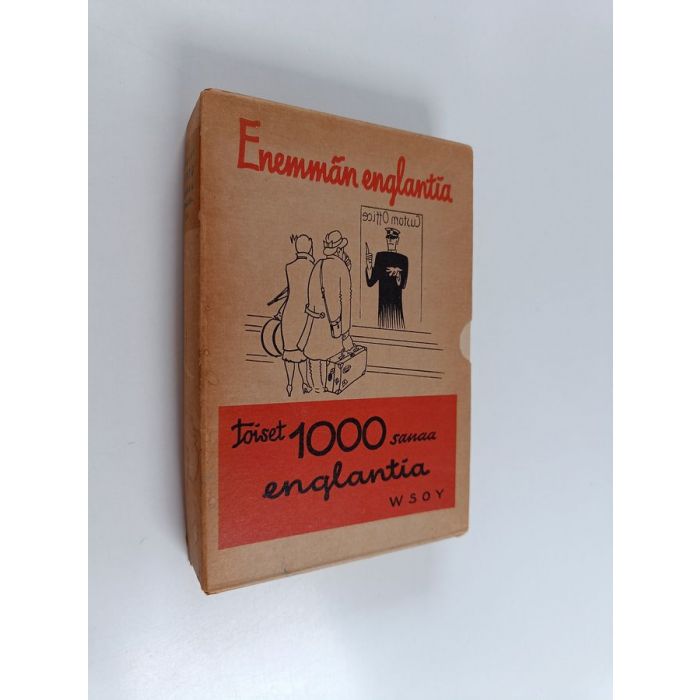 Enemmän englantia
Custom Office
toiset 1000 sanaa
englantia
WSOY